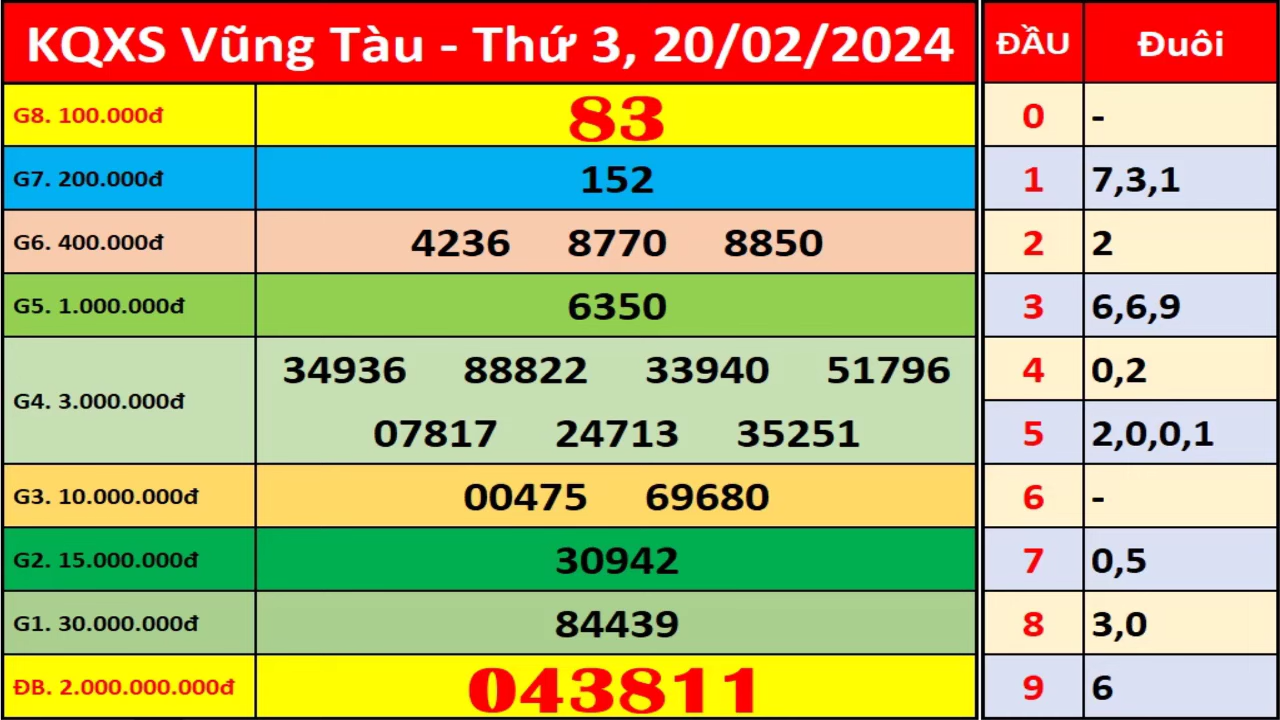 KQXS Vũng Tàu - Thứ 3, 20/02/2024
G8. 100.000đ 83
G7. 200.000đ 152
G6. 400.000đ 4236 8770 8850
G5. 1.000.000đ 6350
G4. 3.000.000đ
34936 88822 33940 51796
07817 24713 35251
G3. 10.000.000đ 00475 69680
G2. 15.000.000đ 30942
G1. 30.000.000đ 84439
ĐB. 2.000.000.000đ 043811
ĐẦU Đuôi
0 -
1 7,3,1
2 2
3 6,6,9
4 0,2
5 2,0,0,1
6 -
7 0,5
8 3,0
9 6